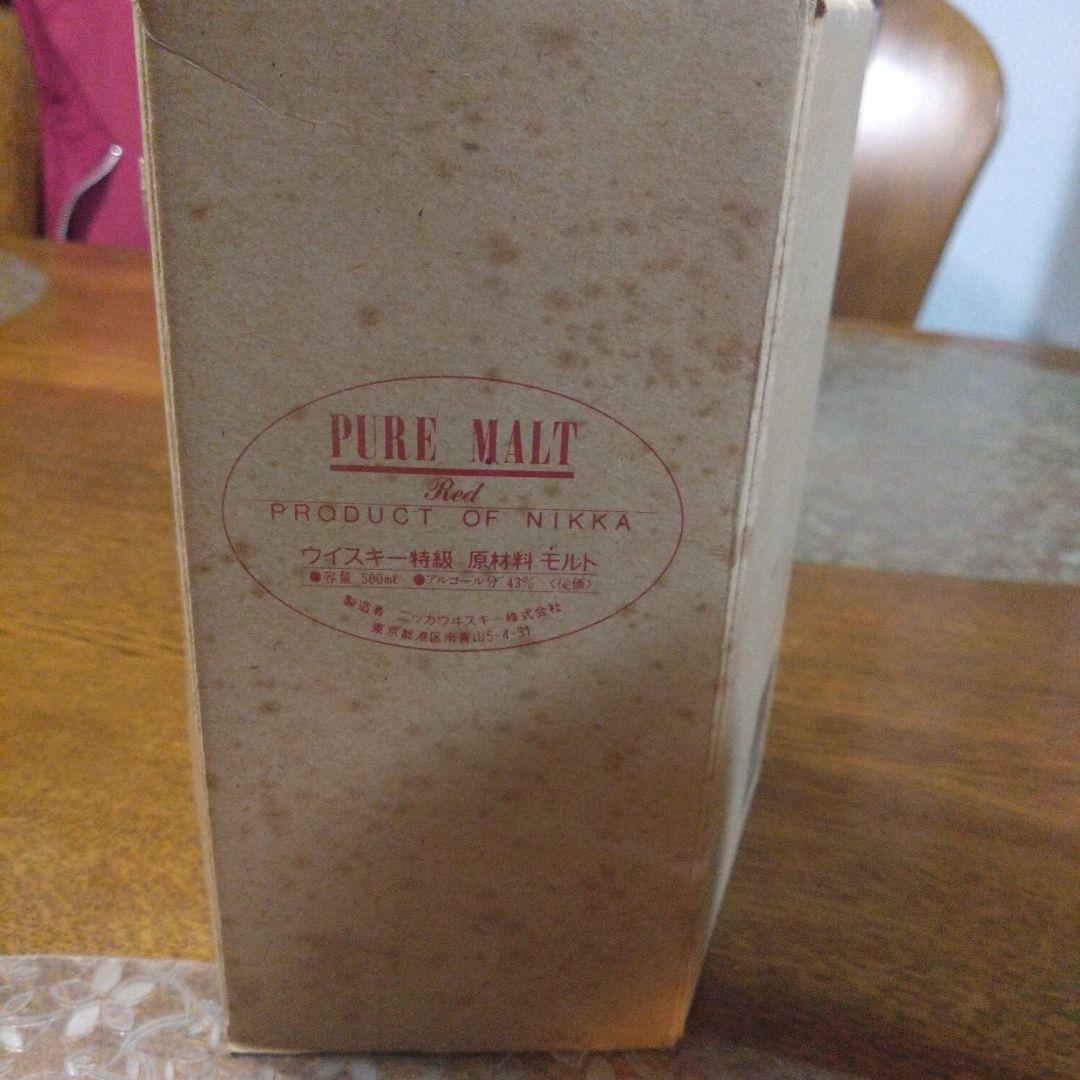 PURE MALT
Red
PRODUCT OF NIKKA
ウイスキー特級 原材料 モルト
●容量 500ml ●アルコール分 43% 〈従価〉
製造者 ニッカウヰスキー株式会社
東京都港区南青山5-4-31